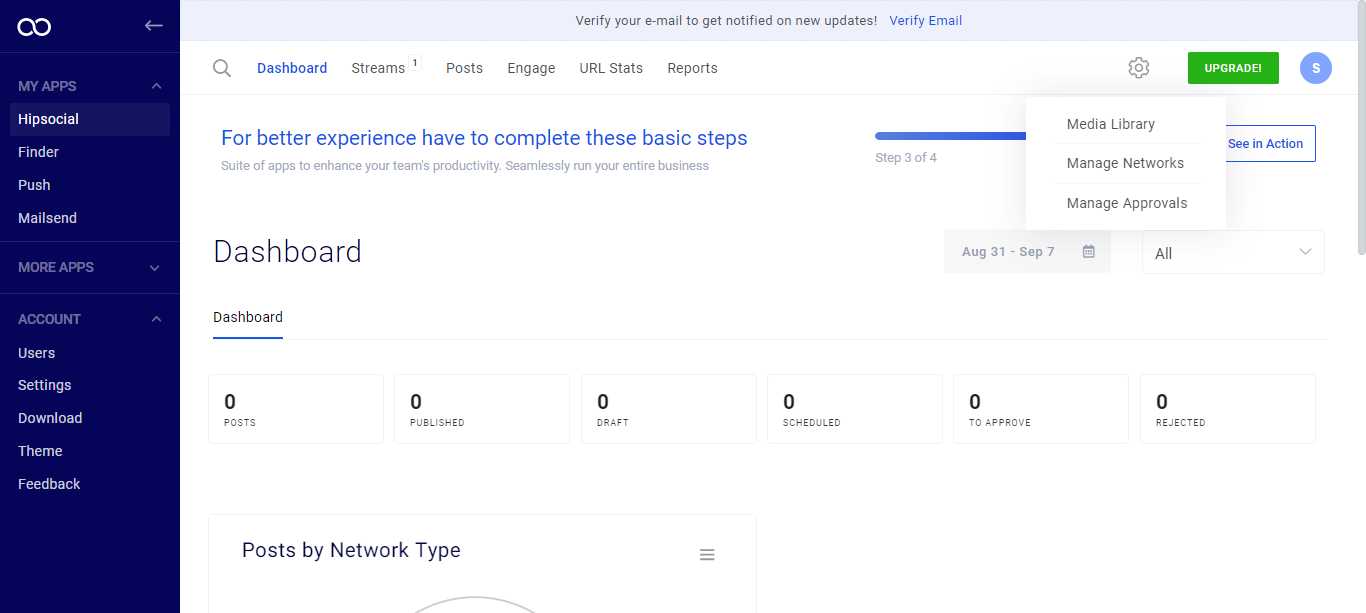 Verify your e-mail to get notified on new updates! Verify Email
MY APPS
Hipsocial
Finder
Push
Mailsend
MORE APPS
ACCOUNT
Users
Settings
Download
Theme
Feedback
Dashboard Streams 1 Posts Engage URL Stats Reports
UPGRADE! S
Media Library
Manage Networks
Manage Approvals
For better experience have to complete these basic steps
Suite of apps to enhance your team's productivity. Seamlessly run your entire business
Step 3 of 4
See in Action
Dashboard
Aug 31 - Sep 7
All
Dashboard
0
POSTS
0
PUBLISHED
0
DRAFT
0
SCHEDULED
0
TO APPROVE
0
REJECTED
Posts by Network Type